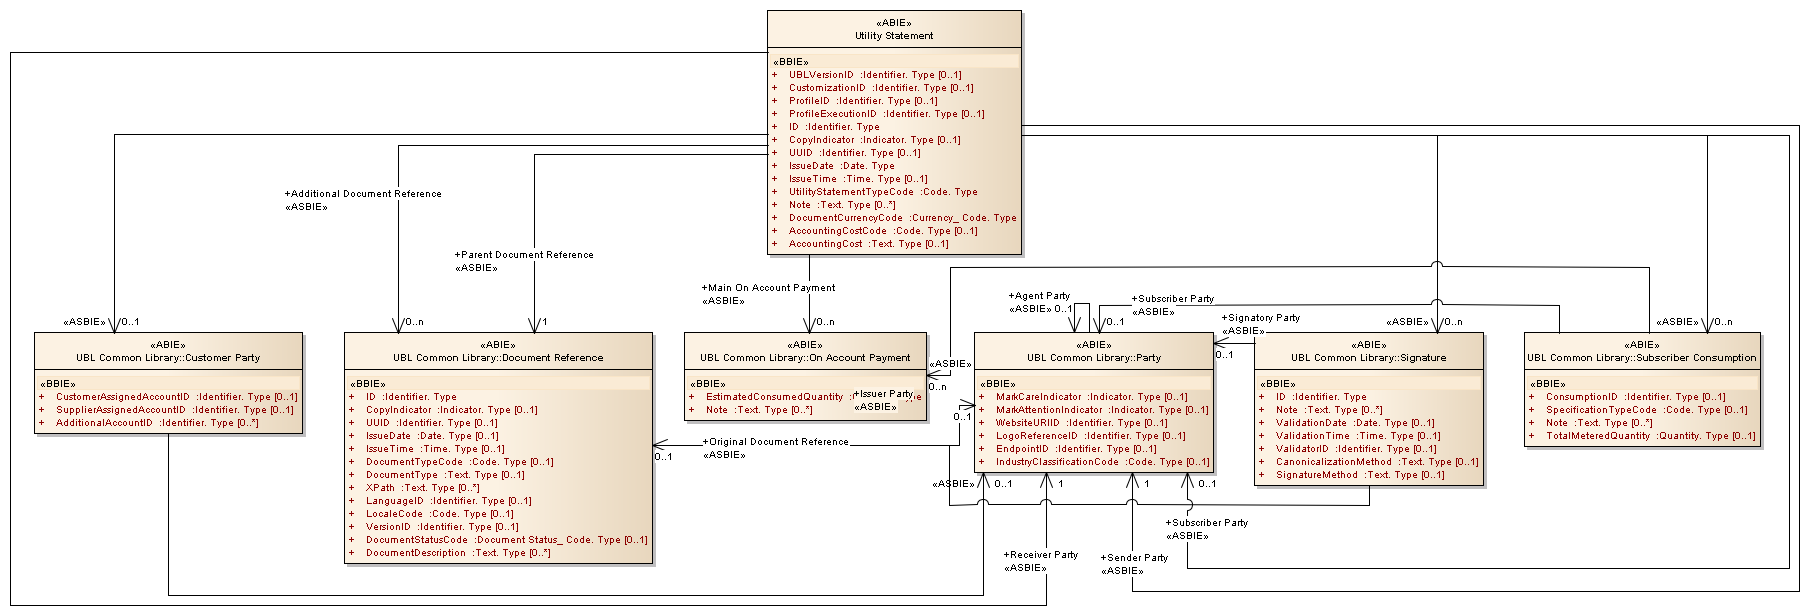 «ABIE»
Utility Statement
«BBIE»
+ UBLVersionID :Identifier. Type [0..1]
+ CustomizationID :Identifier. Type [0..1]
+ ProfileID :Identifier. Type [0..1]
+ ProfileExecutionID :Identifier. Type [0..1]
+ ID :Identifier. Type
+ CopyIndicator :Indicator. Type [0..1]
+ UUID :Identifier. Type [0..1]
+ IssueDate :Date. Type
+ IssueTime :Time. Type [0..1]
+ UtilityStatementTypeCode :Code. Type
+ Note :Text. Type [0..*]
+ DocumentCurrencyCode :Currency_ Code. Type
+ AccountingCostCode :Code. Type [0..1]
+ AccountingCost :Text. Type [0..1]
+Additional Document Reference
«ASBIE»
0..n
+Parent Document Reference
«ASBIE»
1
+Main On Account Payment
«ASBIE»
0..n
+Agent Party
«ASBIE» 0..1
+Subscriber Party
«ASBIE»
0..1
+Signatory Party
«ASBIE»
0..1
«ASBIE» 0..1
«ASBIE» 0..n
«ASBIE» 0..n
«ABIE»
UBL Common Library::Customer Party
«BBIE»
+ CustomerAssignedAccountID :Identifier. Type [0..1]
+ SupplierAssignedAccountID :Identifier. Type [0..1]
+ AdditionalAccountID :Identifier. Type [0..*]
«ABIE»
UBL Common Library::Document Reference
«BBIE»
+ ID :Identifier. Type
+ CopyIndicator :Indicator. Type [0..1]
+ UUID :Identifier. Type [0..1]
+ IssueDate :Date. Type [0..1]
+ IssueTime :Time. Type [0..1]
+ DocumentTypeCode :Code. Type [0..1]
+ DocumentType :Text. Type [0..1]
+ XPath :Text. Type [0..*]
+ LanguageID :Identifier. Type [0..1]
+ LocaleCode :Code. Type [0..1]
+ VersionID :Identifier. Type [0..1]
+ DocumentStatusCode :Document Status_ Code. Type [0..1]
+ DocumentDescription :Text. Type [0..*]
«ABIE»
UBL Common Library::On Account Payment
«BBIE»
+ EstimatedConsumedQuantity
+ Note :Text. Type [0..*]
«ASBIE»
0..n
+Issuer Party
«ASBIE»
0..1
+Original Document Reference
«ASBIE»
0..1
«ABIE»
UBL Common Library::Party
«BBIE»
+ MarkCareIndicator :Indicator. Type [0..1]
+ MarkAttentionIndicator :Indicator. Type [0..1]
+ WebsiteURIID :Identifier. Type [0..1]
+ LogoReferenceID :Identifier. Type [0..1]
+ EndpointID :Identifier. Type [0..1]
+ IndustryClassificationCode :Code. Type [0..1]
«ABIE»
UBL Common Library::Signature
«BBIE»
+ ID :Identifier. Type
+ Note :Text. Type [0..*]
+ ValidationDate :Date. Type [0..1]
+ ValidationTime :Time. Type [0..1]
+ ValidatorID :Identifier. Type [0..1]
+ CanonicalizationMethod :Text. Type [0..1]
+ SignatureMethod :Text. Type [0..1]
«ABIE»
UBL Common Library::Subscriber Consumption
«BBIE»
+ ConsumptionID :Identifier. Type [0..1]
+ SpecificationTypeCode :Code. Type [0..1]
+ Note :Text. Type [0..*]
+ TotalMeteredQuantity :Quantity. Type [0..1]
«ASBIE» 0..1
1
1
0..1
+Subscriber Party
«ASBIE»
+Receiver Party
«ASBIE»
+Sender Party
«ASBIE»